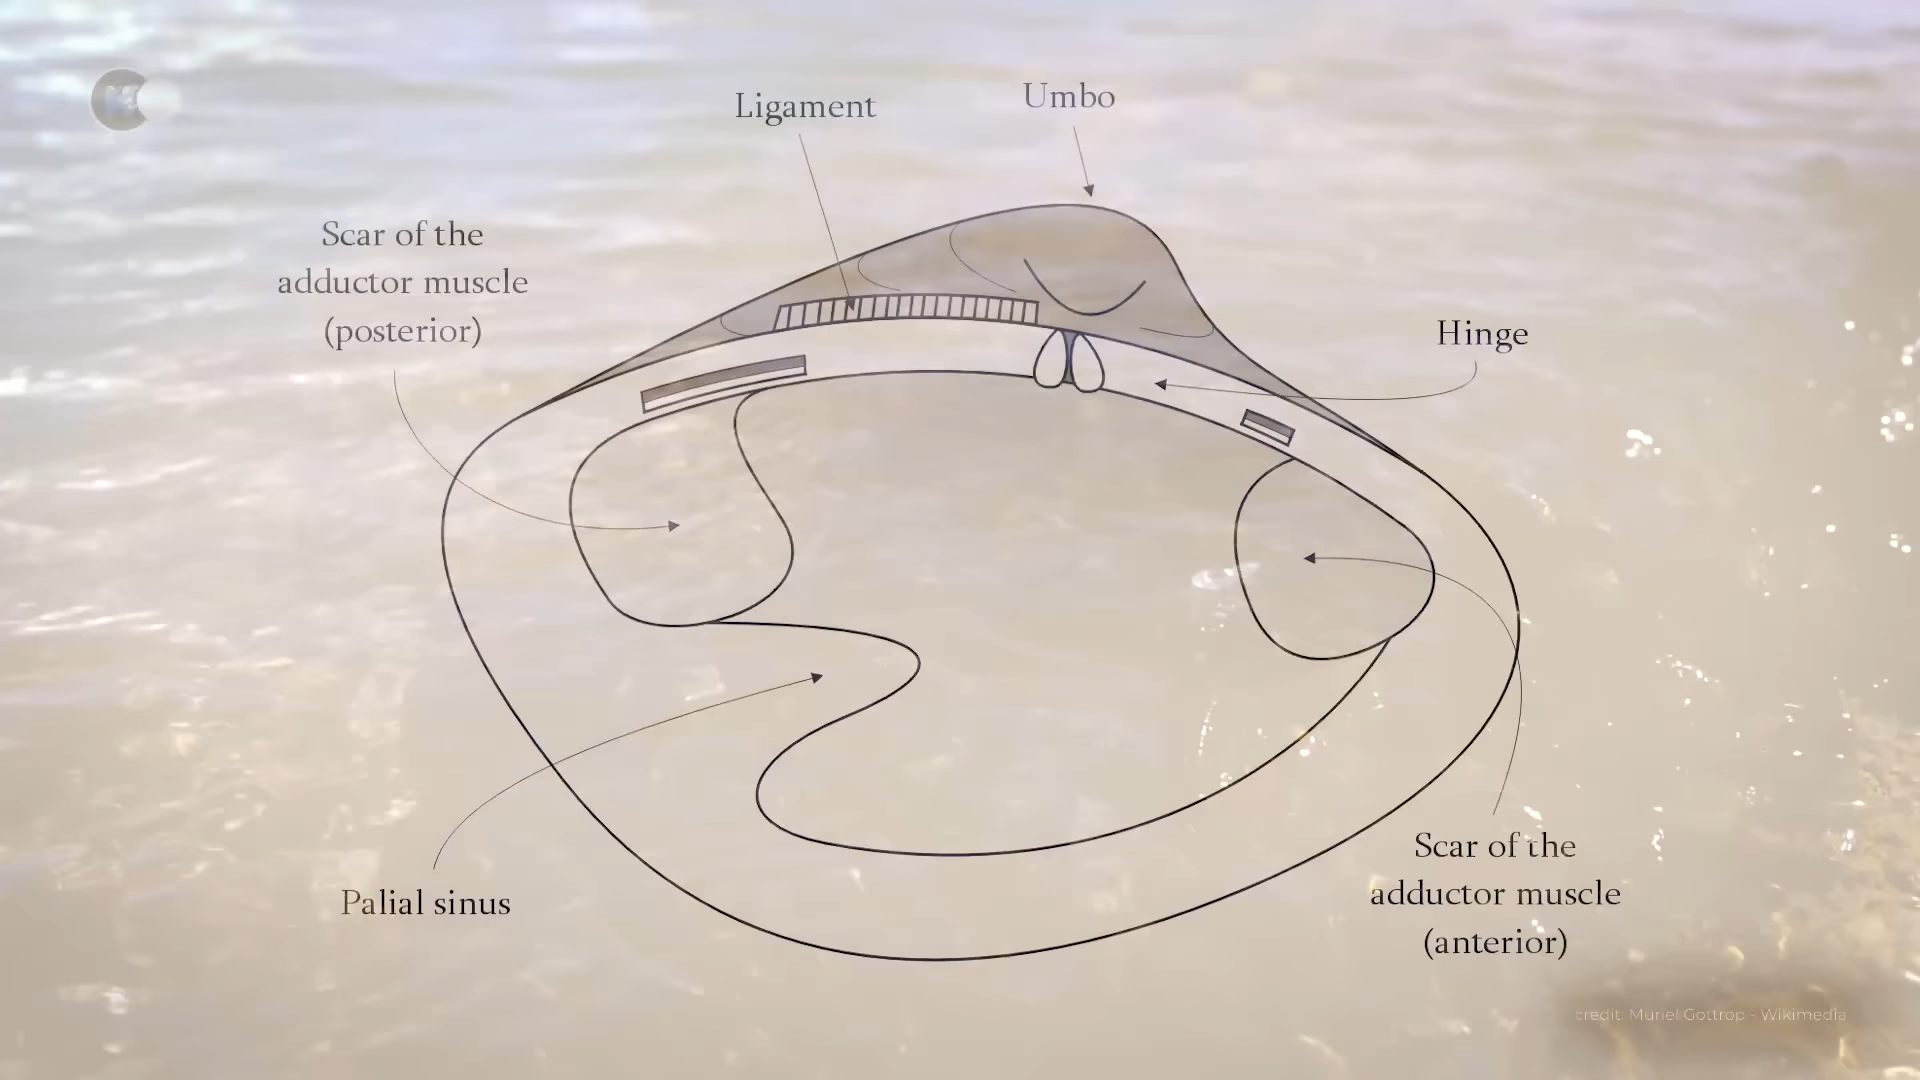 Ligament
Umbo
Scar of the
adductor muscle
(posterior)
Hinge
Palial sinus
Scar of the
adductor muscle
(anterior)
credit: Muriel Gottrop - Wikimedia